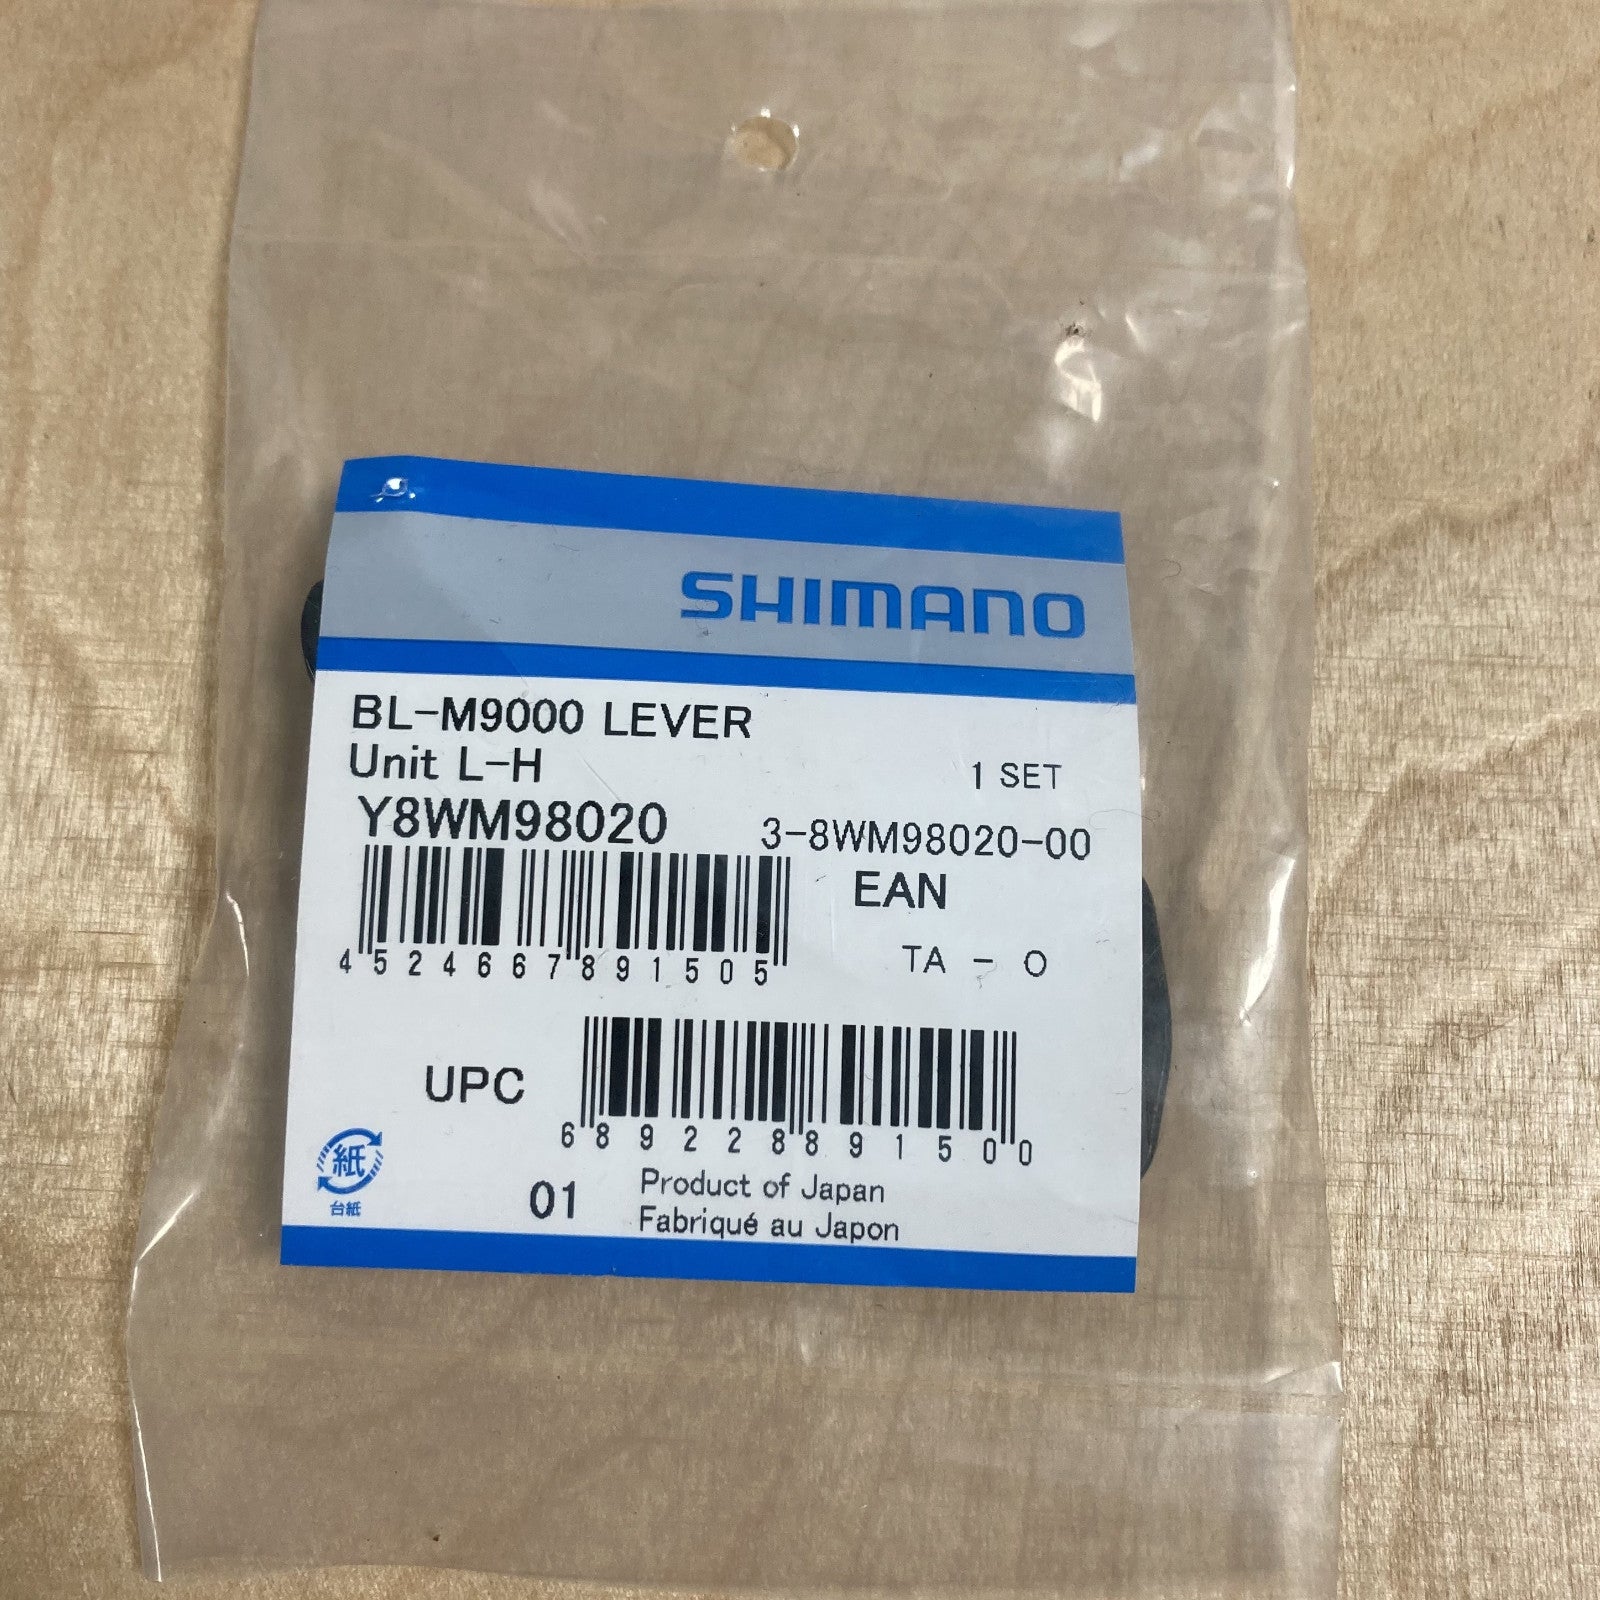 SHIMANO
BL-M9000 LEVER
Unit L-H
1 SET
Y8WM98020
3-8WM98020-00
EAN
4524667891505
TA - O
UPC
689228891500
紙
台紙
01
Product of Japan
Fabriqué au Japon